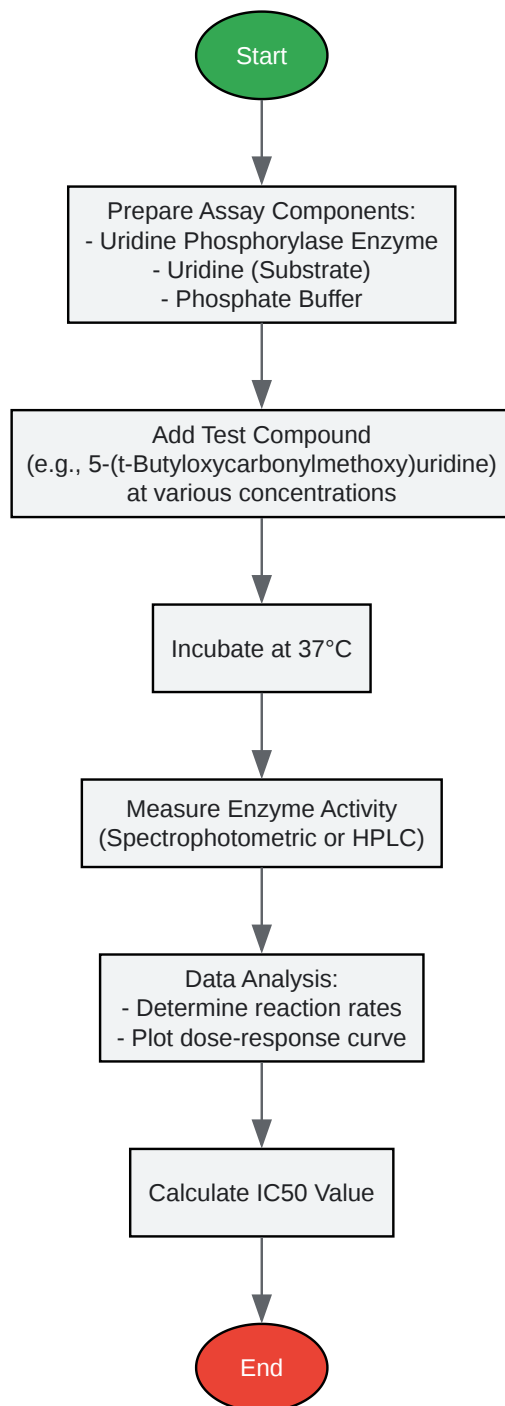 Start
Prepare Assay Components:
- Uridine Phosphorylase Enzyme
- Uridine (Substrate)
- Phosphate Buffer
Add Test Compound
(e.g., 5-(t-Butyloxycarbonylmethoxy)uridine)
at various concentrations
Incubate at 37°C
Measure Enzyme Activity
(Spectrophotometric or HPLC)
Data Analysis:
- Determine reaction rates
- Plot dose-response curve
Calculate IC50 Value
End